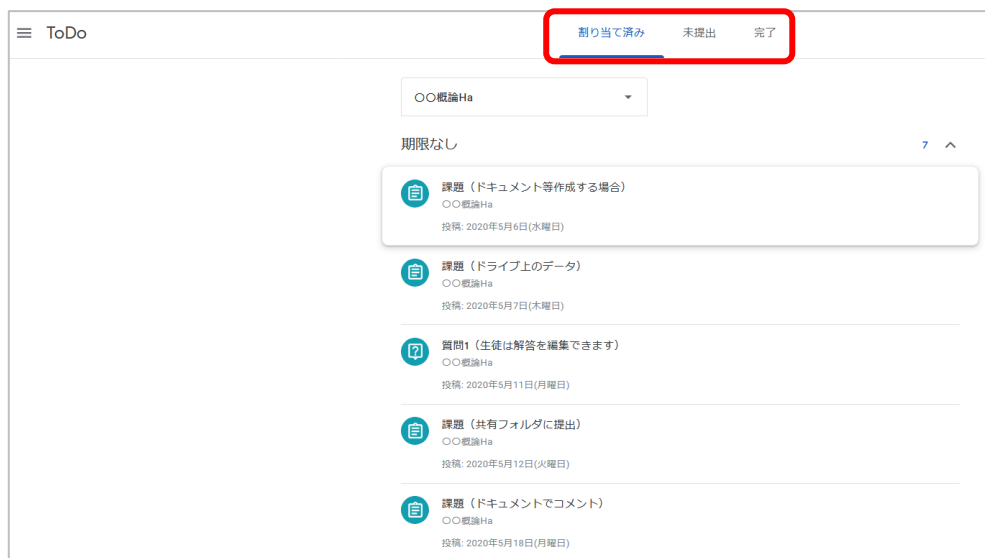 ToDo
割り当て済み 未提出 完了
〇〇概論Ha
期限なし 7
課題（ドキュメント等作成する場合）
〇〇概論Ha
投稿: 2020年5月6日(水曜日)
課題（ドライブ上のデータ）
〇〇概論Ha
投稿: 2020年5月7日(木曜日)
質問1（生徒は解答を編集できます）
〇〇概論Ha
投稿: 2020年5月11日(月曜日)
課題（共有フォルダに提出）
〇〇概論Ha
投稿: 2020年5月12日(火曜日)
課題（ドキュメントでコメント）
〇〇概論Ha
投稿: 2020年5月18日(月曜日)